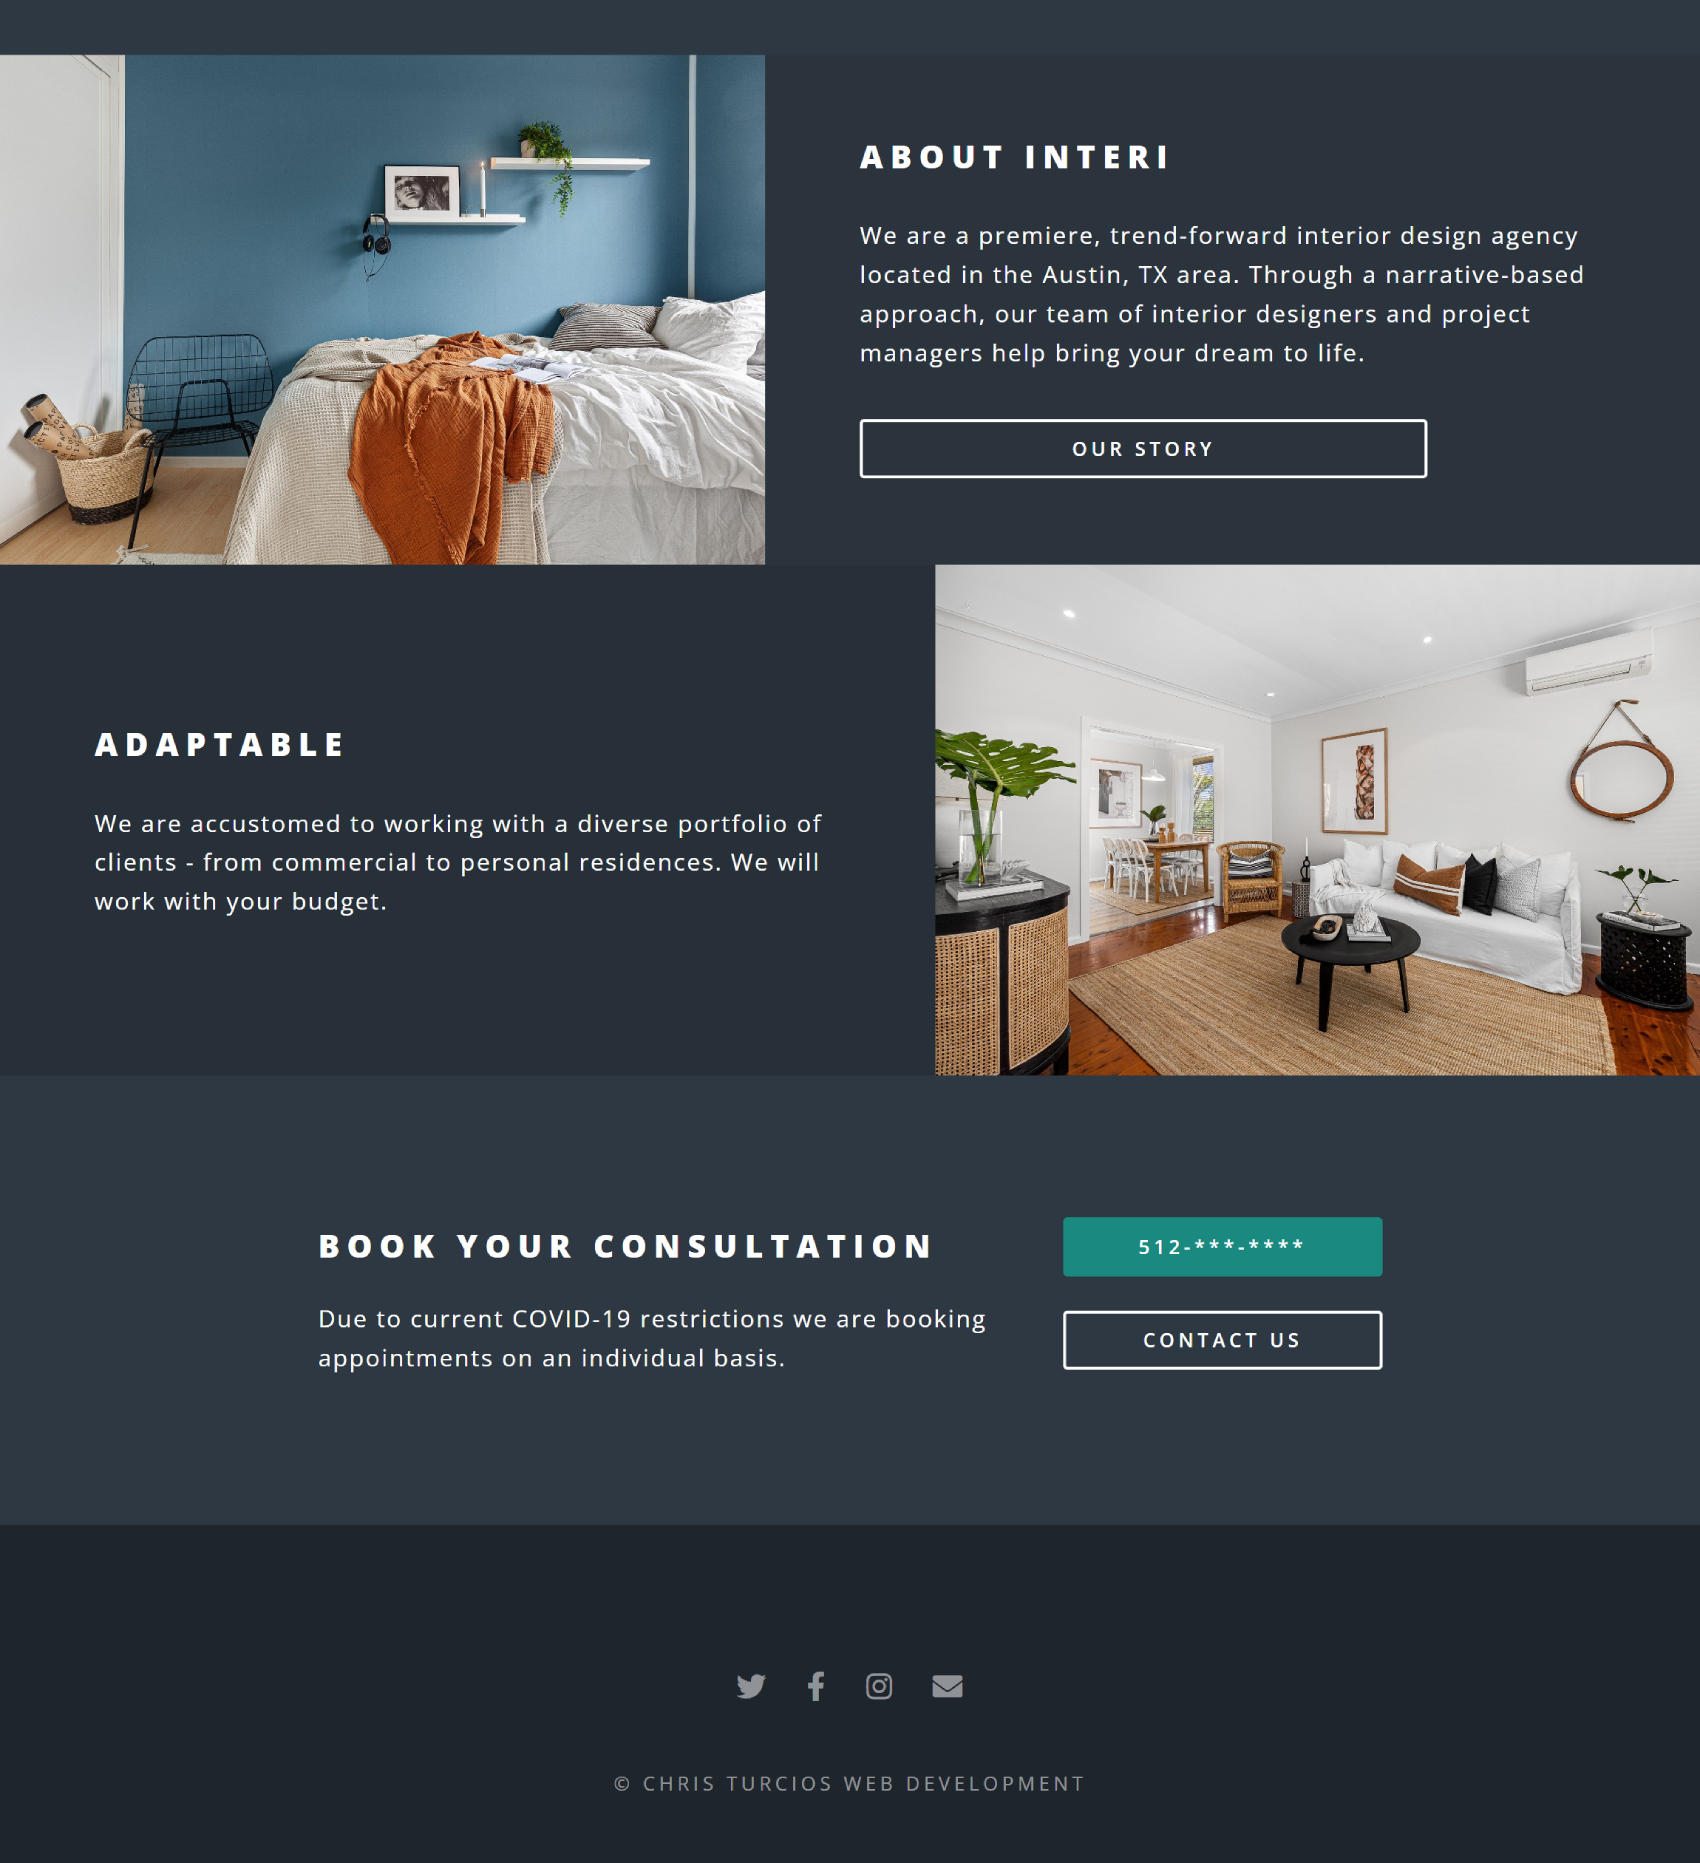 ABOUT INTERI
We are a premiere, trend-forward interior design agency
located in the Austin, TX area. Through a narrative-based
approach, our team of interior designers and project
managers help bring your dream to life.
OUR STORY
ADAPTABLE
We are accustomed to working with a diverse portfolio of
clients - from commercial to personal residences. We will
work with your budget.
BOOK YOUR CONSULTATION
512-***-****
Due to current COVID-19 restrictions we are booking
appointments on an individual basis.
CONTACT US
© CHRIS TURCIOS WEB DEVELOPMENT